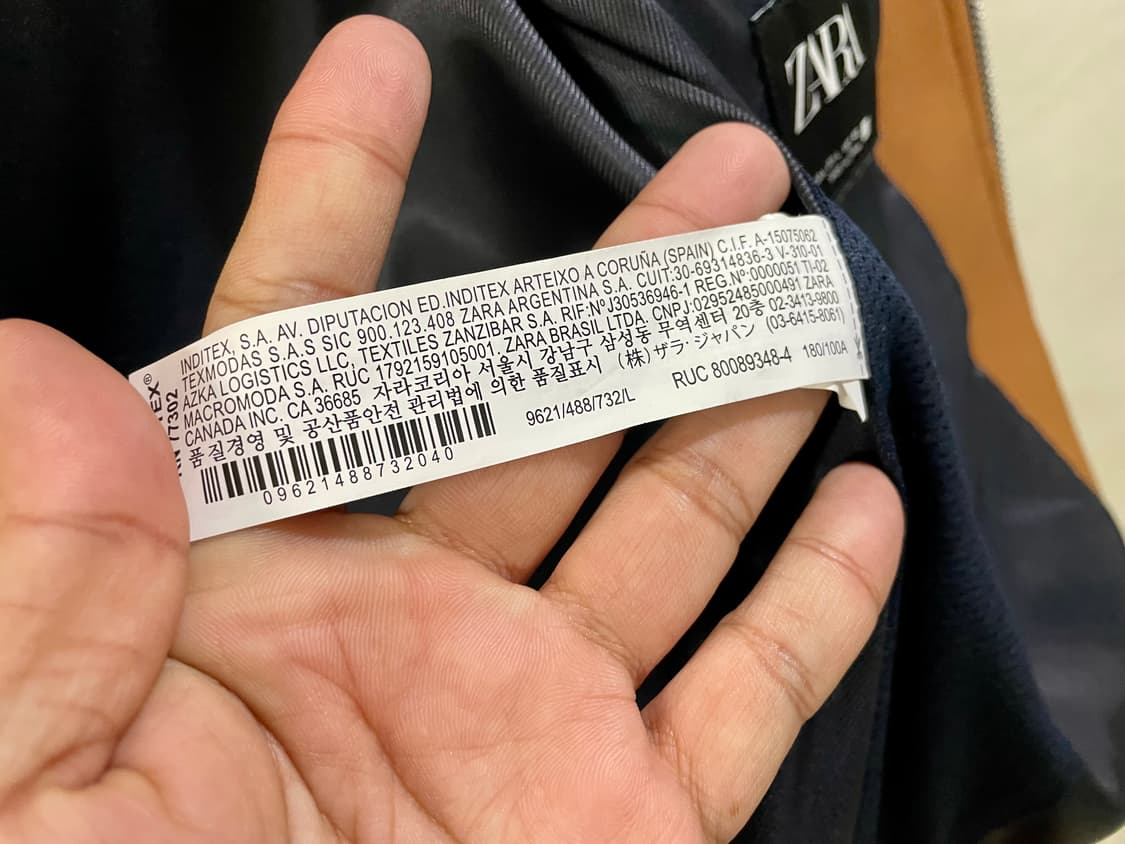 ZARA
INDITEX, S.A. AV. DIPUTACION ED.INDITEX ARTEIXO A CORUÑA (SPAIN) C.I.F. A-15075062
TEXMODAS S.A.S SIC 900.123.408 ZARA ARGENTINA S.A. CUIT:30-69314836-3 V-310-01
AZKA LOGISTICS LLC, TEXTILES ZANZIBAR S.A. RIF:NºJ30536946-1 REG.Nº:0000051 TI-02
MACROMODA S.A. RUC 1792159105001 ZARA BRASIL LTDA. CNPJ:02952485000491 ZARA
CANADA INC. CA 36685 자라코리아 서울시 강남구 삼성동 무역센터 20층 02-3413-9800
품질경영 및 공산품안전 관리법에 의한 품질표시 (株)ザラ・ジャパン (03-6415-8061)
9621/488/732/L RUC 80089348-4 180/100A
09621488732040
RN 77302